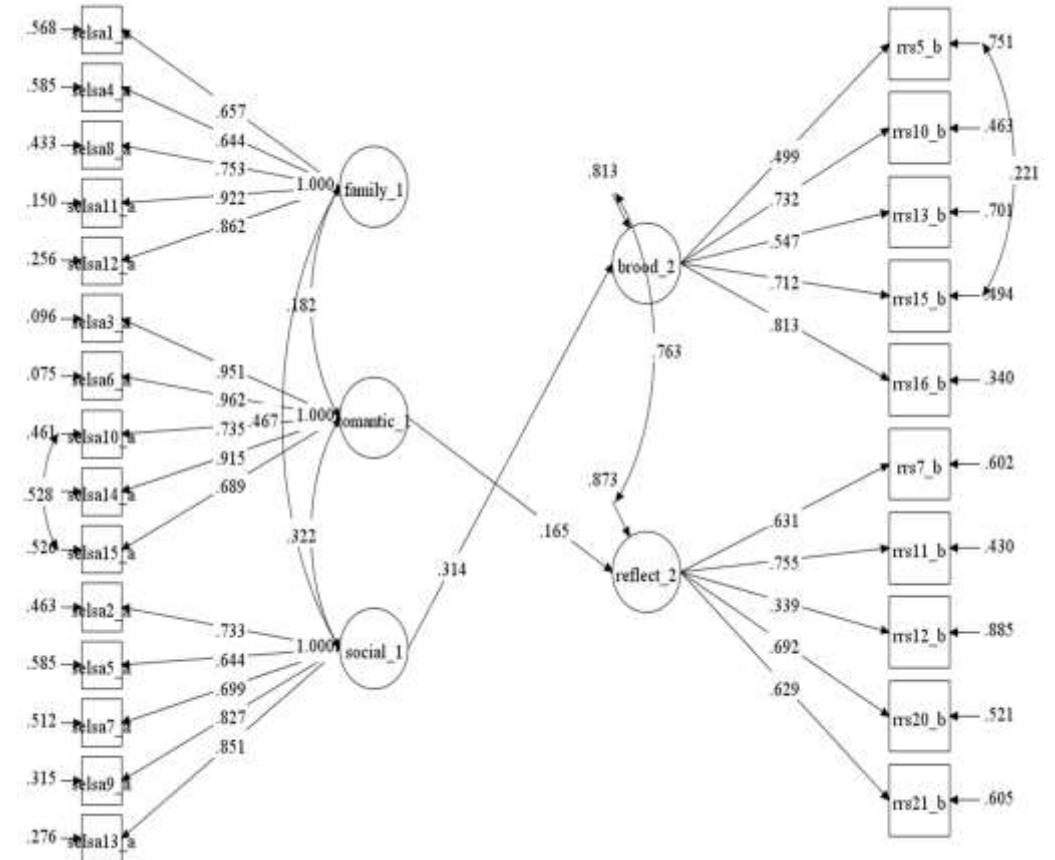 .568 selsa1_a
.585 selsa4_a
.433 selsa8_a
.150 selsa11_a
.256 selsa12_a
.096 selsa3_a
.075 selsa6_a
.461 selsa10_a
selsa14_a
.528
.526 selsa15_a
.463 selsa2_a
.585 selsa5_a
.512 selsa7_a
.315 selsa9_a
.276 selsa13_a
.657
.644
.753
.922
.862
.951
.962
.735
.915
.689
.733
.644
.699
.827
.851
1.000 family_1
.182
.467
1.000 romantic_1
.322
1.000 social_1
.165
.314
.813
brood_2
.763
.873
reflect_2
.499
.732
.547
.712
.813
.631
.755
.339
.692
.629
rrs5_b .751
rrs10_b .463
.221
rrs13_b .701
rrs15_b .494
rrs16_b .340
rrs7_b .602
rrs11_b .430
rrs12_b .885
rrs20_b .521
rrs21_b .605